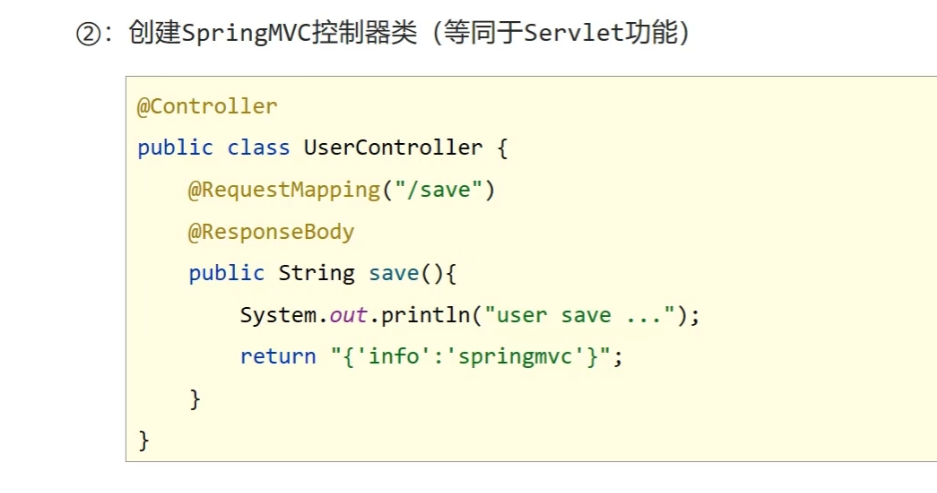 ②：创建SpringMVC控制器类（等同于Servlet功能）
@Controller
public class UserController {
    @RequestMapping("/save")
    @ResponseBody
    public String save(){
        System.out.println("user save ...");
        return "{'info':'springmvc'}";
    }
}